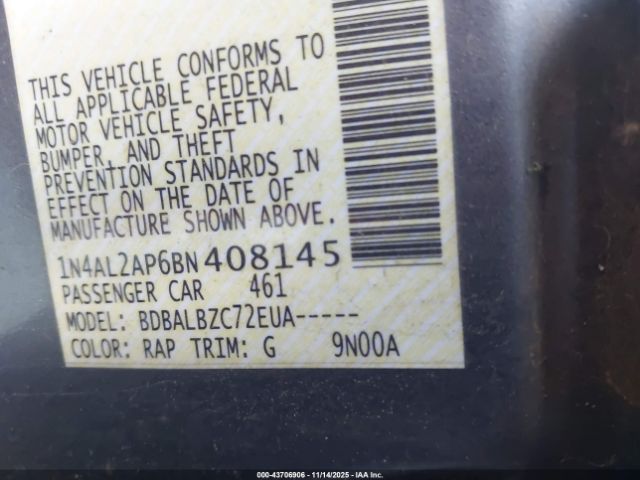 THIS VEHICLE CONFORMS TO
ALL APPLICABLE FEDERAL
MOTOR VEHICLE SAFETY,
BUMPER, AND THEFT
PREVENTION STANDARDS IN
EFFECT ON THE DATE OF
MANUFACTURE SHOWN ABOVE.
1N4AL2AP6BN408145
PASSENGER CAR 461
MODEL: BDBALBZC72EUA-----
COLOR: RAP TRIM: G 9N00A
000-43706906 - 11/14/2025 - IAA Inc.